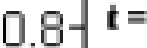 0.8 t =